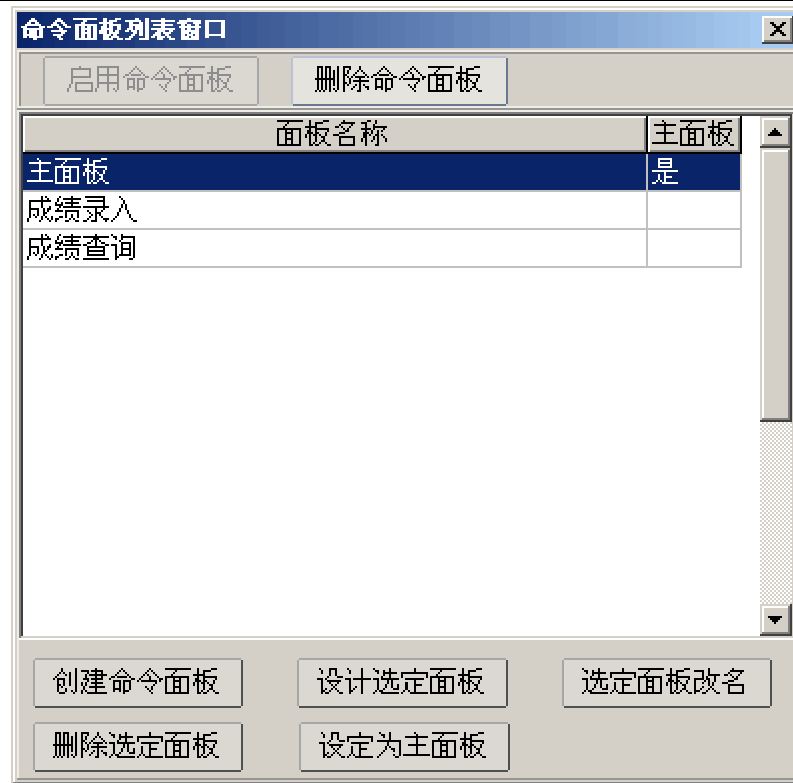 命令面板列表窗口
启用命令面板 删除命令面板
面板名称 主面板
主面板 是
成绩录入
成绩查询
创建命令面板 设计选定面板 选定面板改名
删除选定面板 设定为主面板